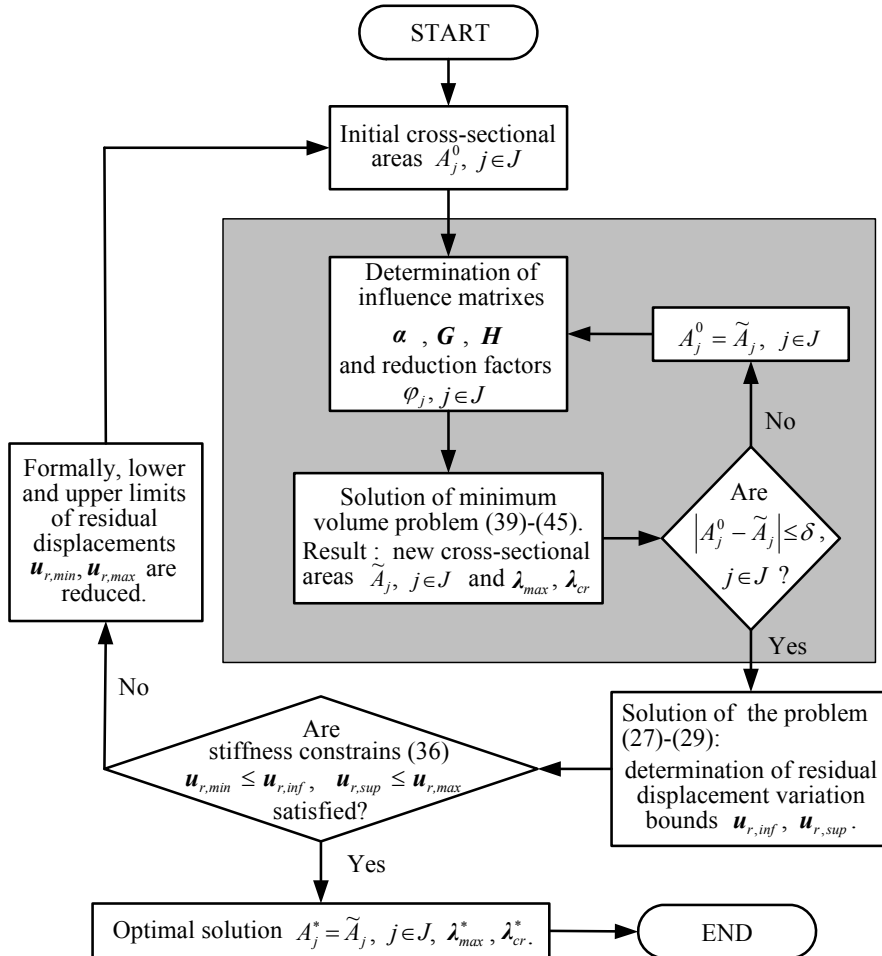 START
Initial cross-sectional
areas A_j^0, j∈J
Determination of
influence matrixes
α , G , H
and reduction factors
φ_j, j∈J
A_j^0 = Ã_j, j∈J
No
Solution of minimum
volume problem (39)-(45).
Result : new cross-sectional
areas Ã_j, j∈J and λ_max, λ_cr
Are
|A_j^0 − Ã_j| ≤ δ,
j∈J ?
Yes
Formally, lower
and upper limits
of residual
displacements
u_r,min, u_r,max are
reduced.
No
Solution of the problem
(27)-(29):
determination of residual
displacement variation
bounds u_r,inf, u_r,sup.
Are
stiffness constrains (36)
u_r,min ≤ u_r,inf, u_r,sup ≤ u_r,max
satisfied?
Yes
Optimal solution A_j^* = Ã_j, j∈J, λ_max^*, λ_cr^*.
END